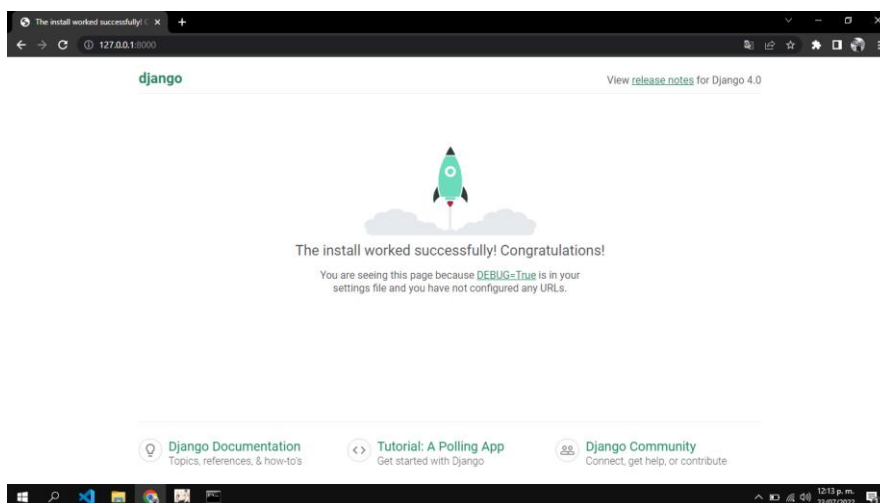 The install worked successfully! C
127.0.0.1:8000
django
View release notes for Django 4.0
The install worked successfully! Congratulations!
You are seeing this page because DEBUG=True is in your
settings file and you have not configured any URLs.
Django Documentation
Topics, references, & how-to's
Tutorial: A Polling App
Get started with Django
Django Community
Connect, get help, or contribute
12:13 p. m.
23/07/2022